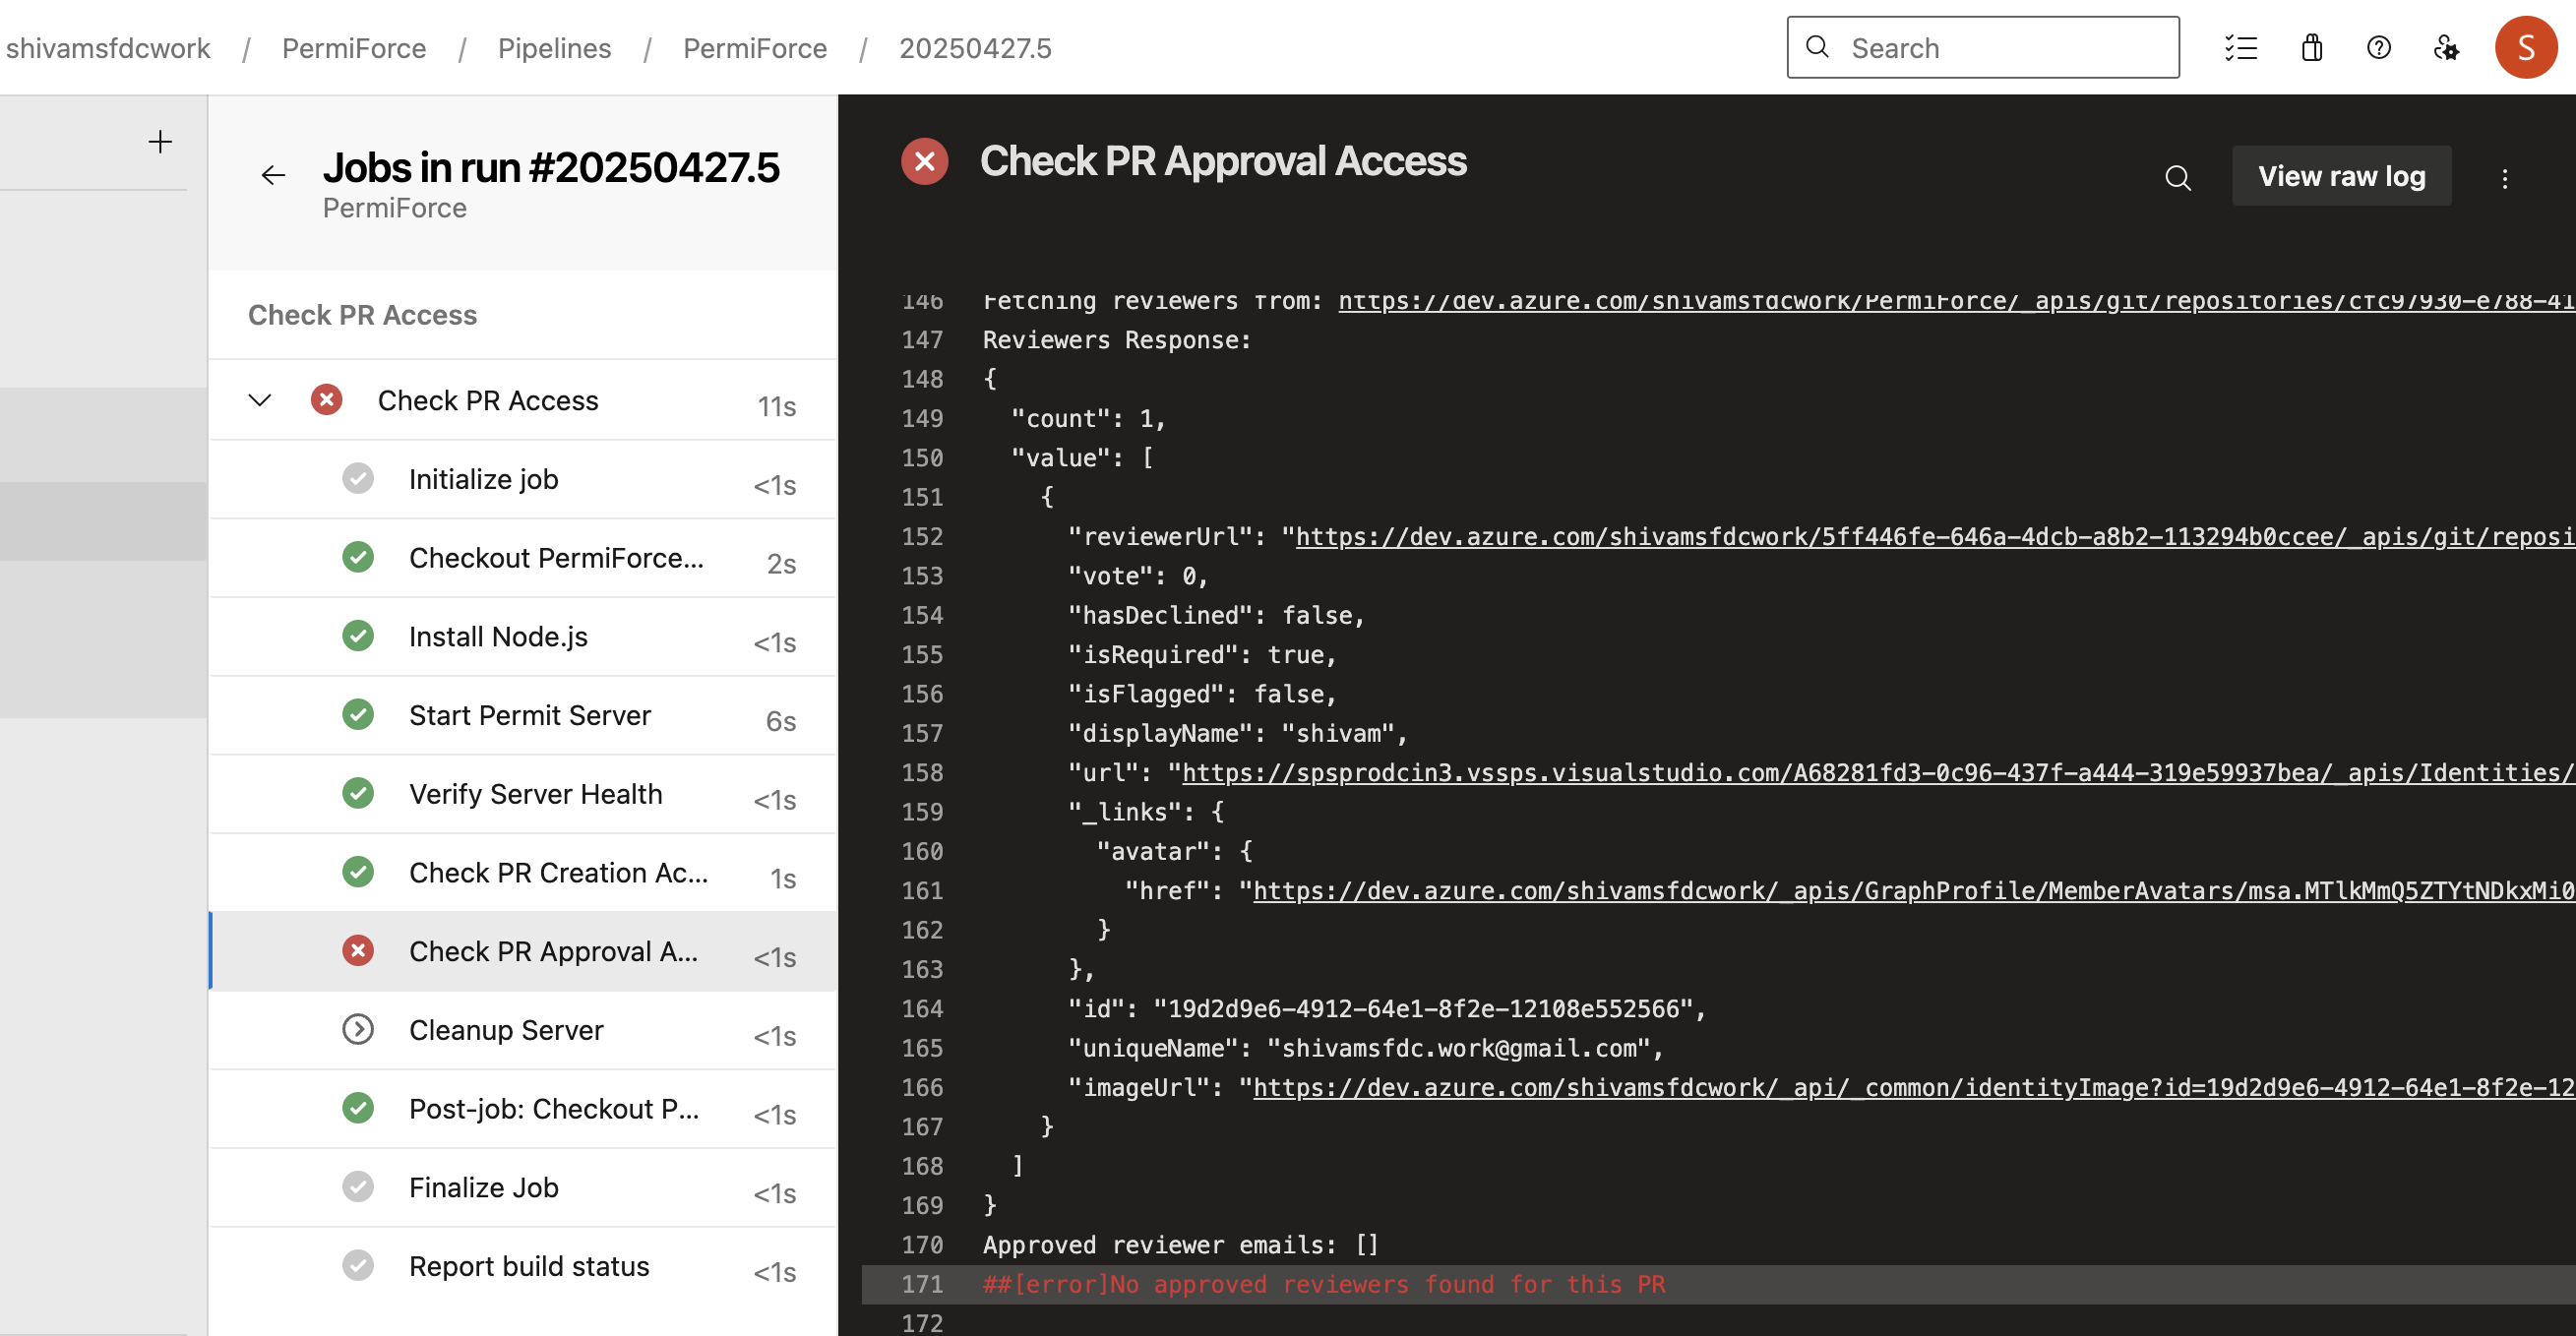 shivamsfdcwork / PermiForce / Pipelines / PermiForce / 20250427.5
Search
S
Jobs in run #20250427.5
PermiForce
Check PR Access
Check PR Access 11s
Initialize job <1s
Checkout PermiForce... 2s
Install Node.js <1s
Start Permit Server 6s
Verify Server Health <1s
Check PR Creation Ac... 1s
Check PR Approval A... <1s
Cleanup Server <1s
Post-job: Checkout P... <1s
Finalize Job <1s
Report build status <1s
Check PR Approval Access
View raw log
146 Fetching reviewers from: https://dev.azure.com/shivamsfdcwork/PermiForce/_apis/git/repositories/cfc97930-e788-41
147 Reviewers Response:
148 {
149 "count": 1,
150 "value": [
151 {
152 "reviewerUrl": "https://dev.azure.com/shivamsfdcwork/5ff446fe-646a-4dcb-a8b2-113294b0ccee/_apis/git/reposi
153 "vote": 0,
154 "hasDeclined": false,
155 "isRequired": true,
156 "isFlagged": false,
157 "displayName": "shivam",
158 "url": "https://spsprodcin3.vssps.visualstudio.com/A68281fd3-0c96-437f-a444-319e59937bea/_apis/Identities/
159 "_links": {
160 "avatar": {
161 "href": "https://dev.azure.com/shivamsfdcwork/_apis/GraphProfile/MemberAvatars/msa.MTlkMmQ5ZTYtNDkxMi0
162 }
163 },
164 "id": "19d2d9e6-4912-64e1-8f2e-12108e552566",
165 "uniqueName": "shivamsfdc.work@gmail.com",
166 "imageUrl": "https://dev.azure.com/shivamsfdcwork/_api/_common/identityImage?id=19d2d9e6-4912-64e1-8f2e-12
167 }
168 ]
169 }
170 Approved reviewer emails: []
171 ##[error]No approved reviewers found for this PR
172